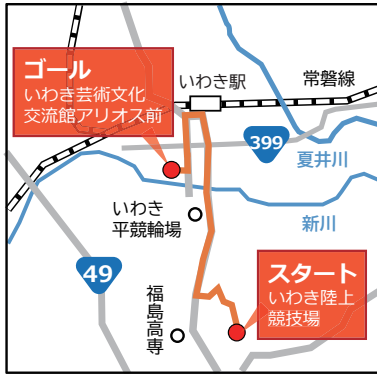 ゴール
いわき芸術文化
交流館アリオス前
いわき駅
常磐線
399
夏井川
新川
いわき
平競輪場
49
福島高専
スタート
いわき陸上
競技場